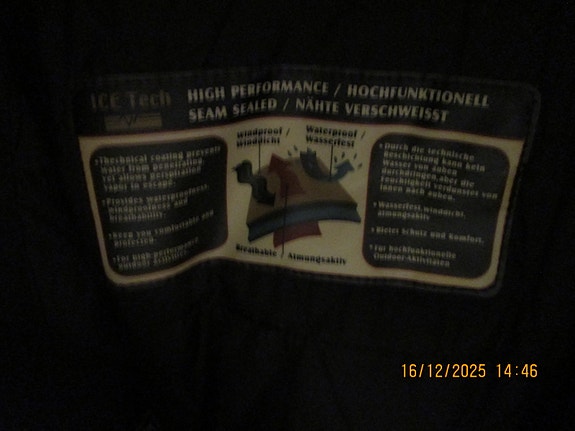 ICE Tech
HIGH PERFORMANCE / HOCHFUNKTIONELL
SEAM SEALED / NÄHTE VERSCHWEISST
Windproof /
winddicht
Waterproof /
Wasserfest
Breathable / Atmungsaktiv
•Thechnical coating prevents
water from penetrating,
yet allows perspiration
vapor to escape.
•Provides waterproofness,
windproofness and
breathability.
•Keep you comfortable and
protected.
•For high performance
outdoor activities.
•Durch die technische
Beschichtung kann kein
Wasser von außen
durchdringen, aber die
Feuchtigkeit verdunstet von
innen nach außen.
•Wasserfest, winddicht,
atmungsaktiv.
•Bietet Schutz und Komfort.
•Für hochfunktionelle
Outdoor-Aktivitäten
16/12/2025 14:46